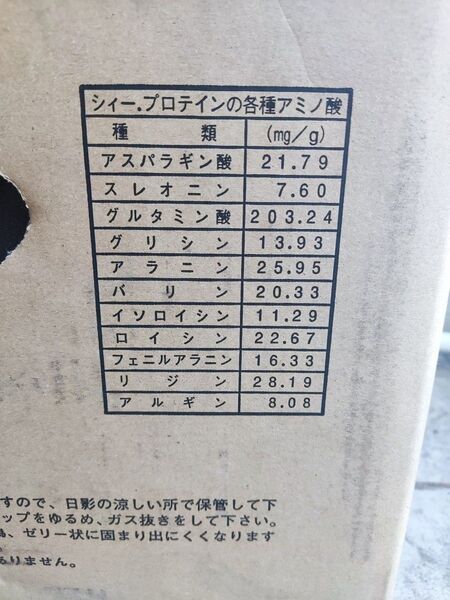 シィー.プロテインの各種アミノ酸
種類 (mg/g)
アスパラギン酸 21.79
スレオニン 7.60
グルタミン酸 203.24
グリシン 13.93
アラニン 25.95
バリン 20.33
イソロイシン 11.29
ロイシン 22.67
フェニルアラニン 16.33
リジン 28.19
アルギン 8.08
すので、日影の涼しい所で保管して下
ップをゆるめ、ガス抜きをして下さい。
、ゼリー状に固まり出にくくなります
ありません。